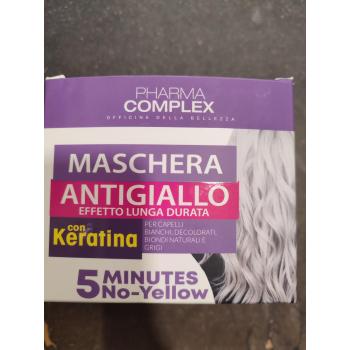 PHARMA
COMPLEX
OFFICINE DELLA BELLEZZA
MASCHERA
ANTIGIALLO
EFFETTO LUNGA DURATA
con
Keratina
PER CAPELLI
BIANCHI, DECOLORATI,
BIONDI NATURALI E
GRIGI
5 MINUTES
No-Yellow